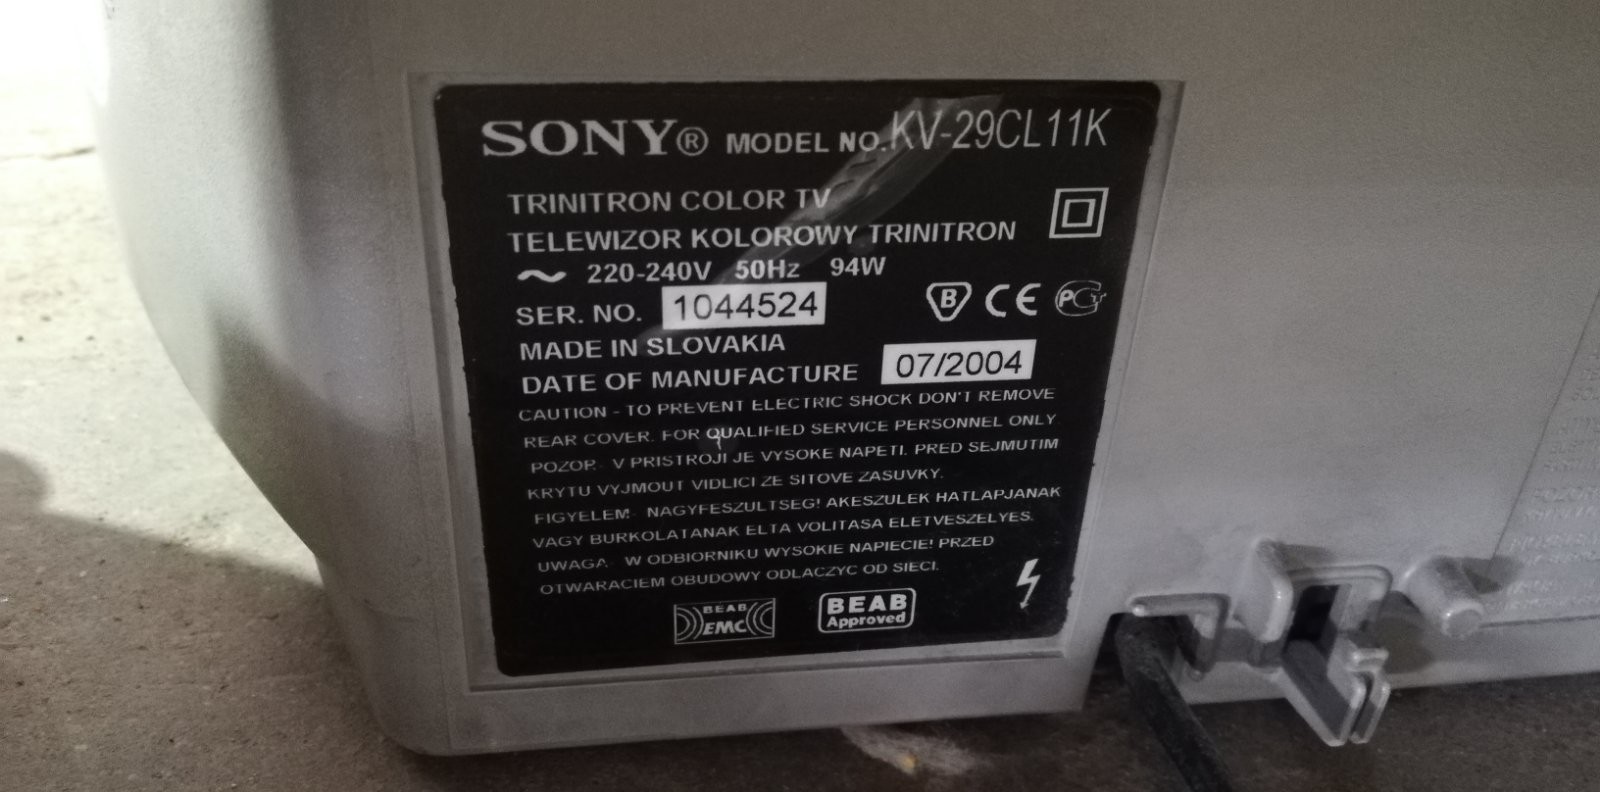 SONY® MODEL NO. KV-29CL11K
TRINITRON COLOR TV
TELEWIZOR KOLOROWY TRINITRON
~ 220-240V 50Hz 94W
SER. NO. 1044524
B CE PCT
MADE IN SLOVAKIA
DATE OF MANUFACTURE 07/2004
CAUTION - TO PREVENT ELECTRIC SHOCK DON'T REMOVE
REAR COVER. FOR QUALIFIED SERVICE PERSONNEL ONLY
POZOR - V PRISTROJI JE VYSOKE NAPETI. PRED SEJMUTIM
KRYTU VYJMOUT VIDLICI ZE SITOVE ZASUVKY.
FIGYELEM - NAGYFESZULTSEG! AKESZULEK HATLAPJANAK
VAGY BURKOLATANAK ELTA VOLITASA ELETVESZELYES.
UWAGA - W ODBIORNIKU WYSOKIE NAPIECIE! PRZED
OTWARACIEM OBUDOWY ODLACZYC OD SIECI.
BEAB
EMC
BEAB
Approved